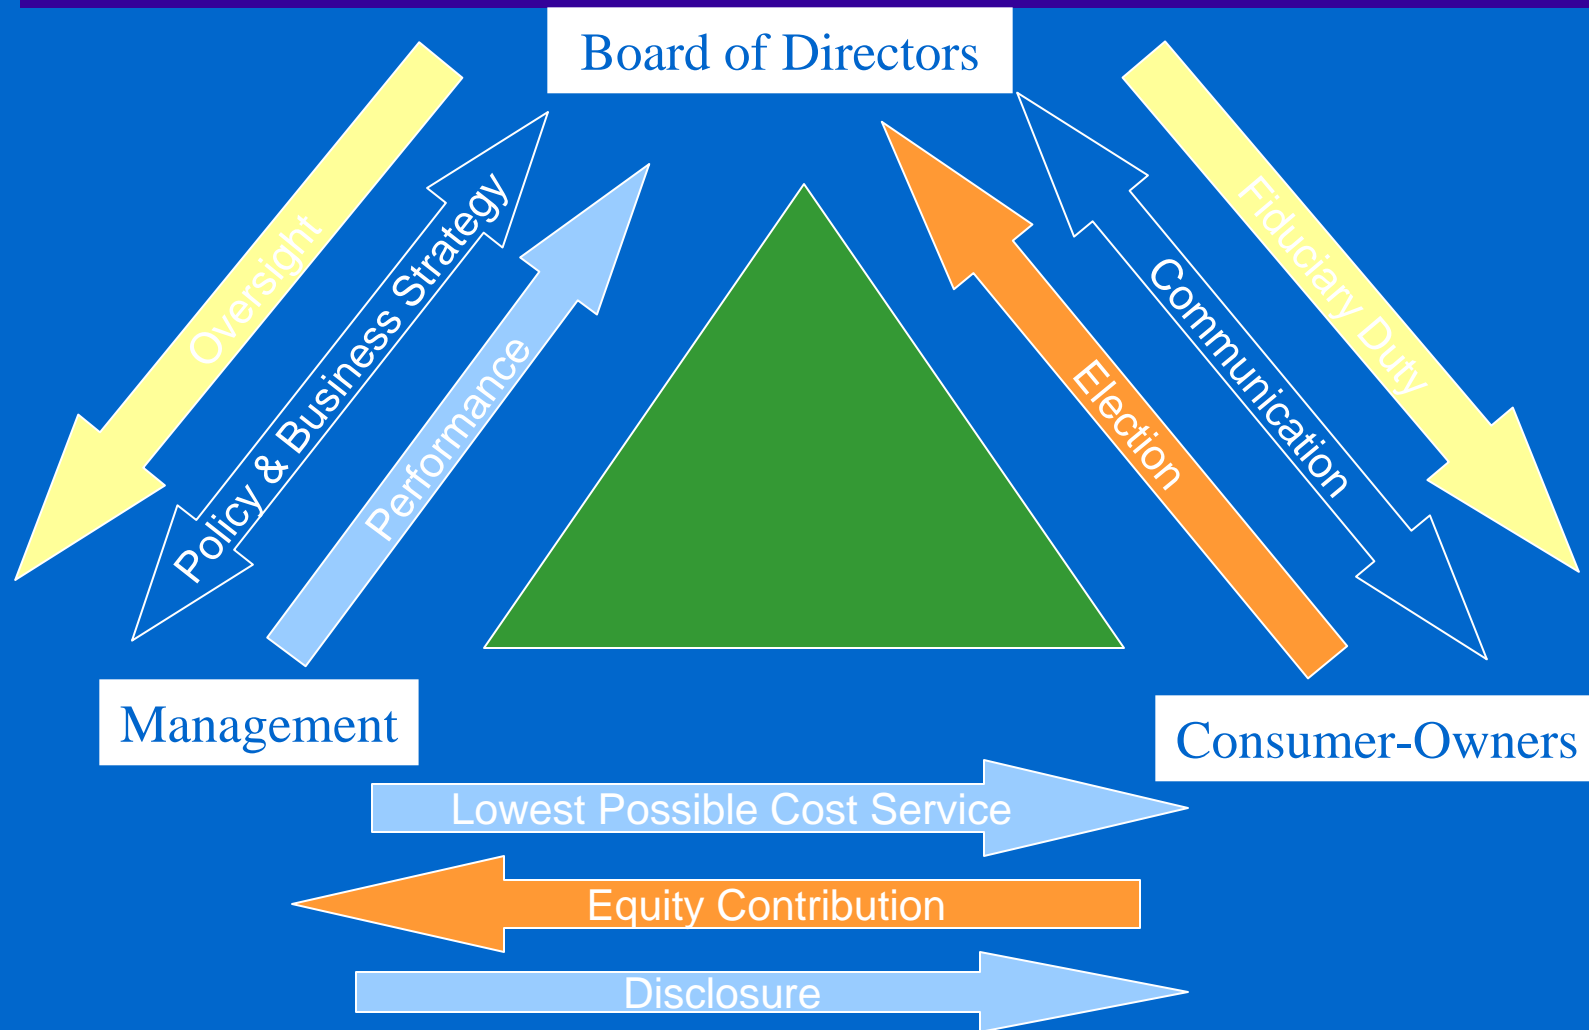 Board of Directors
Oversight
Policy & Business Strategy
Performance
Election
Communication
Fiduciary Duty
Management
Consumer-Owners
Lowest Possible Cost Service
Equity Contribution
Disclosure